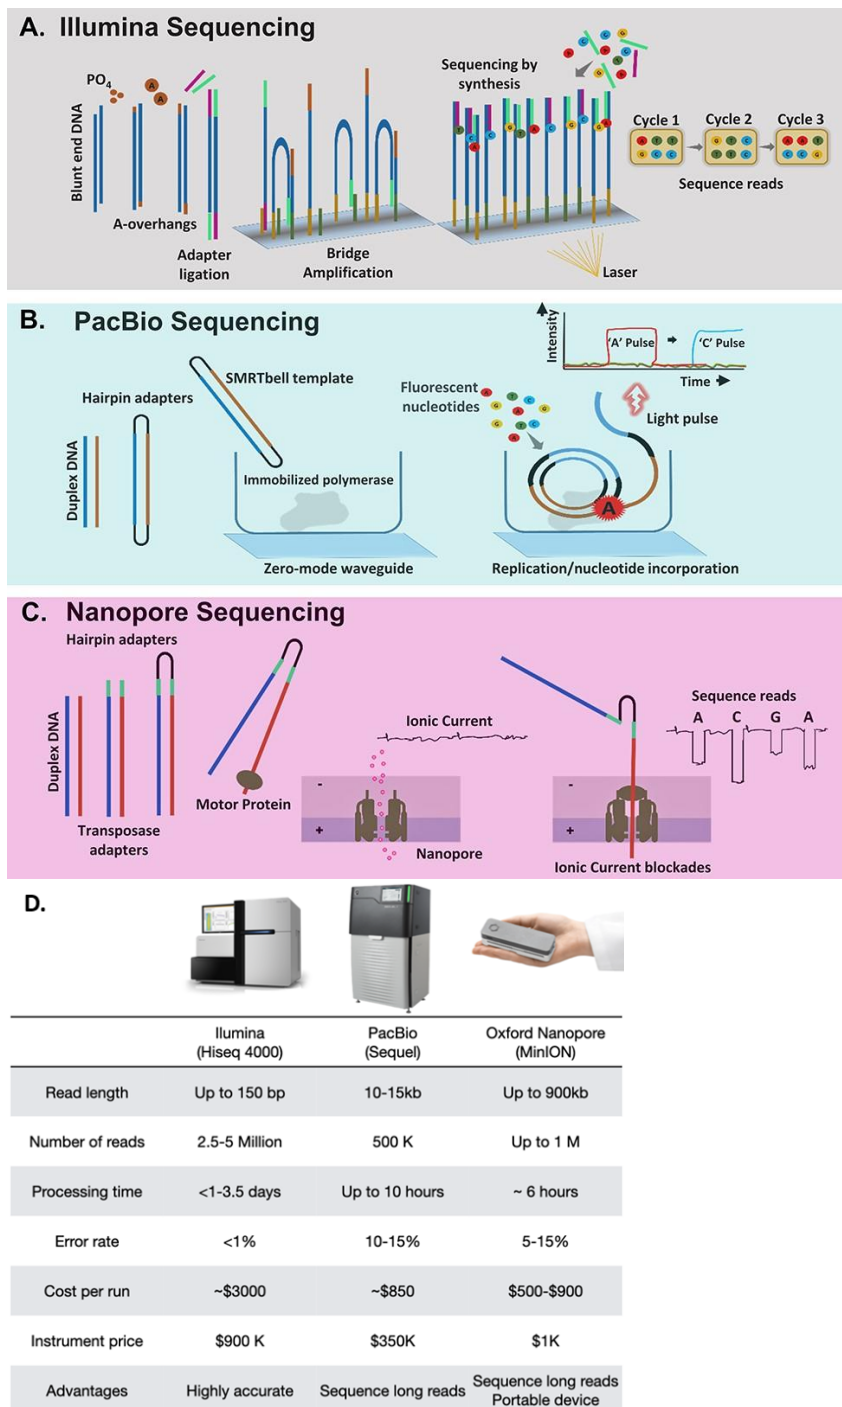 A. Illumina Sequencing
PO4
A A
Blunt end DNA
A-overhangs
Adapter
ligation
Bridge
Amplification
Sequencing by
synthesis
Laser
Cycle 1
Cycle 2
Cycle 3
A T T
G T C
A A T
G C C
T T C
C C G
Sequence reads
B. PacBio Sequencing
Hairpin adapters
Duplex DNA
SMRTbell template
Immobilized polymerase
Zero-mode waveguide
Fluorescent
nucleotides
A
Intensity
'A' Pulse
'C' Pulse
Time
Light pulse
Replication/nucleotide incorporation
C. Nanopore Sequencing
Hairpin adapters
Duplex DNA
Transposase
adapters
Motor Protein
Ionic Current
-
+
Nanopore
-
+
Ionic Current blockades
Sequence reads
A C G A
D.
Ilumina
(Hiseq 4000)
PacBio
(Sequel)
Oxford Nanopore
(MinION)
Read length Up to 150 bp 10-15kb Up to 900kb
Number of reads 2.5-5 Million 500 K Up to 1 M
Processing time <1-3.5 days Up to 10 hours ~ 6 hours
Error rate <1% 10-15% 5-15%
Cost per run ~$3000 ~$850 $500-$900
Instrument price $900 K $350K $1K
Advantages Highly accurate Sequence long reads Sequence long reads
Portable device